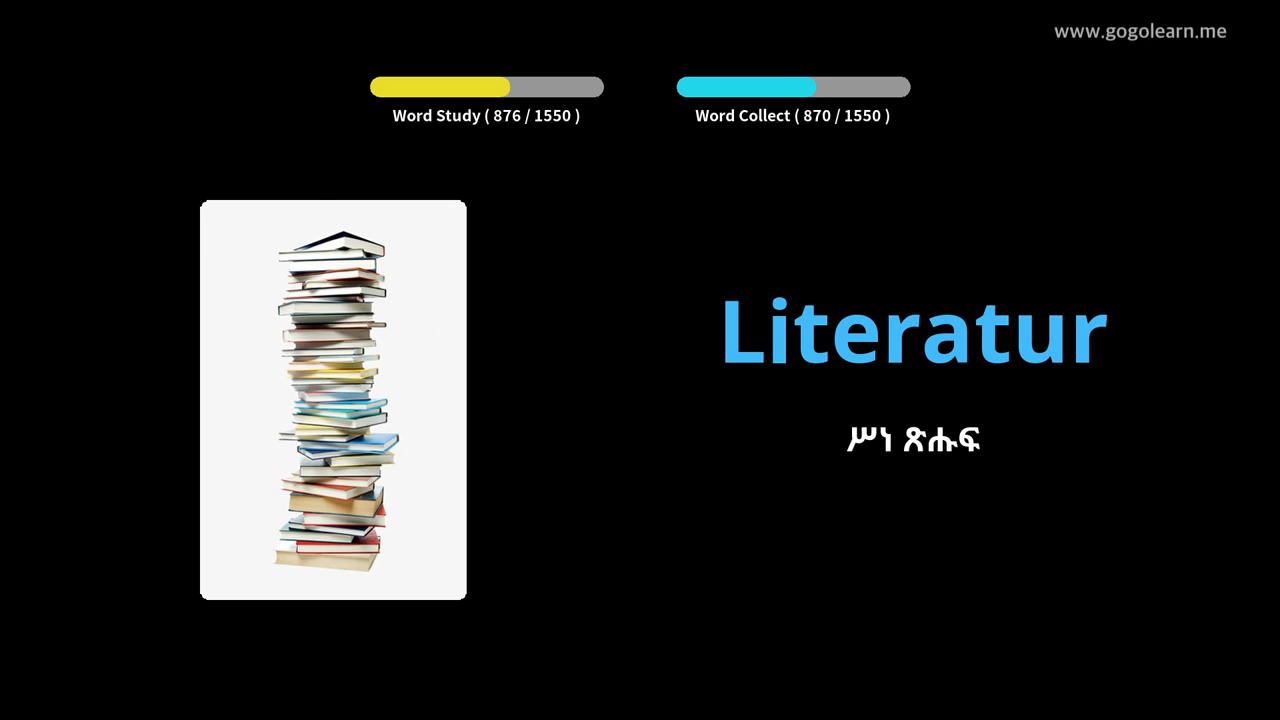 www.gogolearn.me
Word Study ( 876 / 1550 )
Word Collect ( 870 / 1550 )
Literatur
ሥነ ጽሑፍ